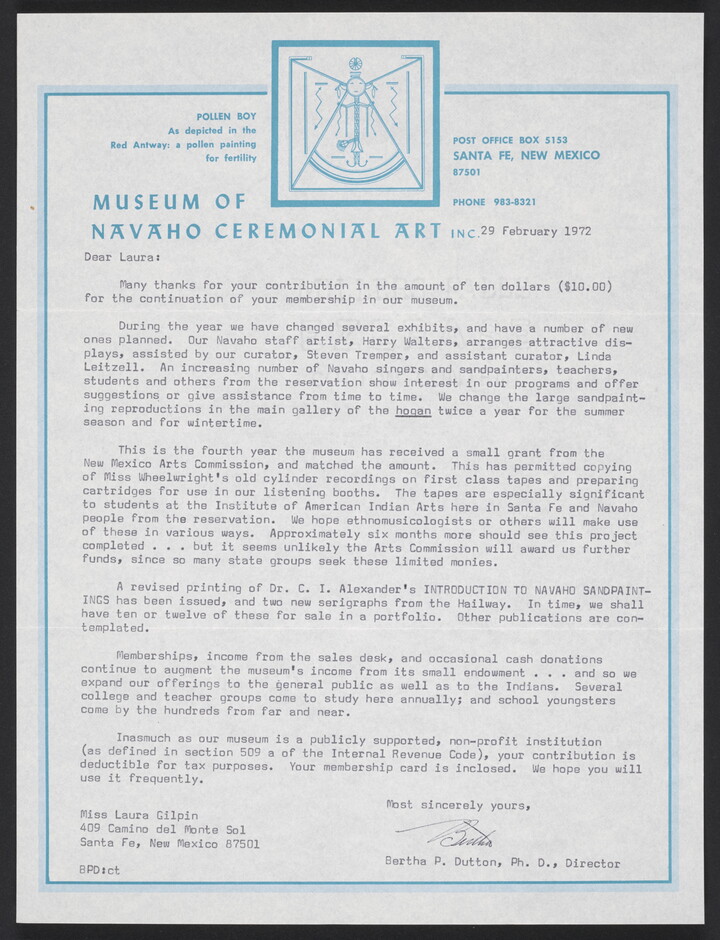 POLLEN BOY
As depicted in the
Red Antway: a pollen painting
for fertility
POST OFFICE BOX 5153
SANTA FE, NEW MEXICO
87501
PHONE 983-8321
MUSEUM OF
NAVAHO CEREMONIAL ART INC.
29 February 1972
Dear Laura:
Many thanks for your contribution in the amount of ten dollars ($10.00)
for the continuation of your membership in our museum.
During the year we have changed several exhibits, and have a number of new
ones planned. Our Navaho staff artist, Harry Walters, arranges attractive dis-
plays, assisted by our curator, Steven Tremper, and assistant curator, Linda
Leitzell. An increasing number of Navaho singers and sandpainters, teachers,
students and others from the reservation show interest in our programs and offer
suggestions or give assistance from time to time. We change the large sandpaint-
ing reproductions in the main gallery of the hogan twice a year for the summer
season and for wintertime.
This is the fourth year the museum has received a small grant from the
New Mexico Arts Commission, and matched the amount. This has permitted copying
of Miss Wheelwright's old cylinder recordings on first class tapes and preparing
cartridges for use in our listening booths. The tapes are especially significant
to students at the Institute of American Indian Arts here in Santa Fe and Navaho
people from the reservation. We hope ethnomusicologists or others will make use
of these in various ways. Approximately six months more should see this project
completed . . . but it seems unlikely the Arts Commission will award us further
funds, since so many state groups seek these limited monies.
A revised printing of Dr. C. I. Alexander's INTRODUCTION TO NAVAHO SANDPAINT-
INGS has been issued, and two new serigraphs from the Hailway. In time, we shall
have ten or twelve of these for sale in a portfolio. Other publications are con-
templated.
Memberships, income from the sales desk, and occasional cash donations
continue to augment the museum's income from its small endowment . . . and so we
expand our offerings to the general public as well as to the Indians. Several
college and teacher groups come to study here annually; and school youngsters
come by the hundreds from far and near.
Inasmuch as our museum is a publicly supported, non-profit institution
(as defined in section 509 a of the Internal Revenue Code), your contribution is
deductible for tax purposes. Your membership card is inclosed. We hope you will
use it frequently.
Most sincerely yours,
Bertha
Bertha P. Dutton, Ph. D., Director
Miss Laura Gilpin
409 Camino del Monte Sol
Santa Fe, New Mexico 87501
BPD:ct